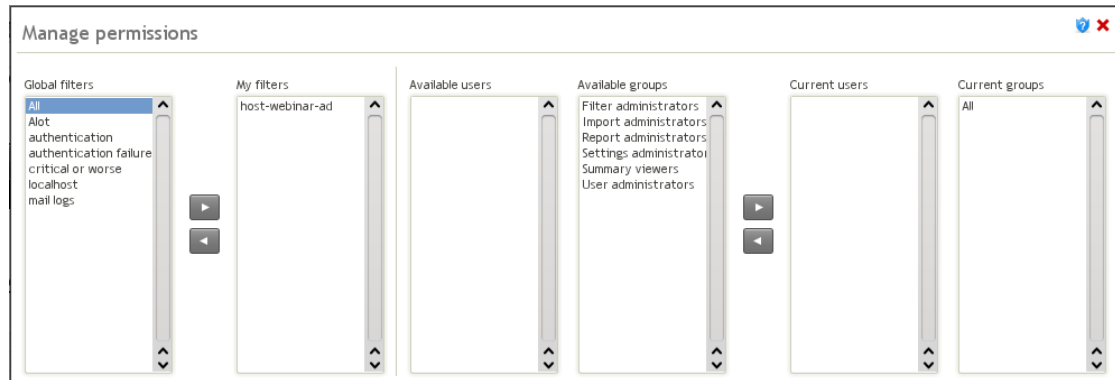 Manage permissions
Global filters
All
Alot
authentication
authentication failure
critical or worse
localhost
mail logs
My filters
host-webinar-ad
Available users
Available groups
Filter administrators
Import administrators
Report administrators
Settings administrator
Summary viewers
User administrators
Current users
Current groups
All